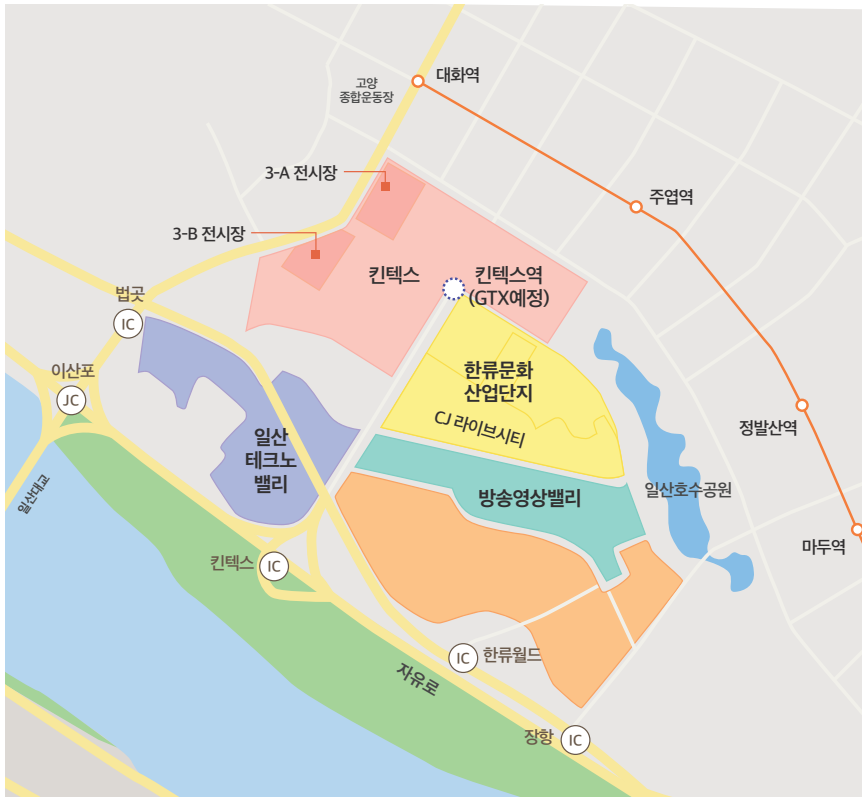 대화역
고양
종합운동장
3-A 전시장
주엽역
3-B 전시장
킨텍스
킨텍스역
(GTX예정)
법곳
IC
이산포
JC
한류문화
산업단지
CJ 라이브시티
정발산역
일산
테크노
밸리
일산대교
방송영상밸리
일산호수공원
마두역
킨텍스
IC
IC
한류월드
자유로
장항
IC